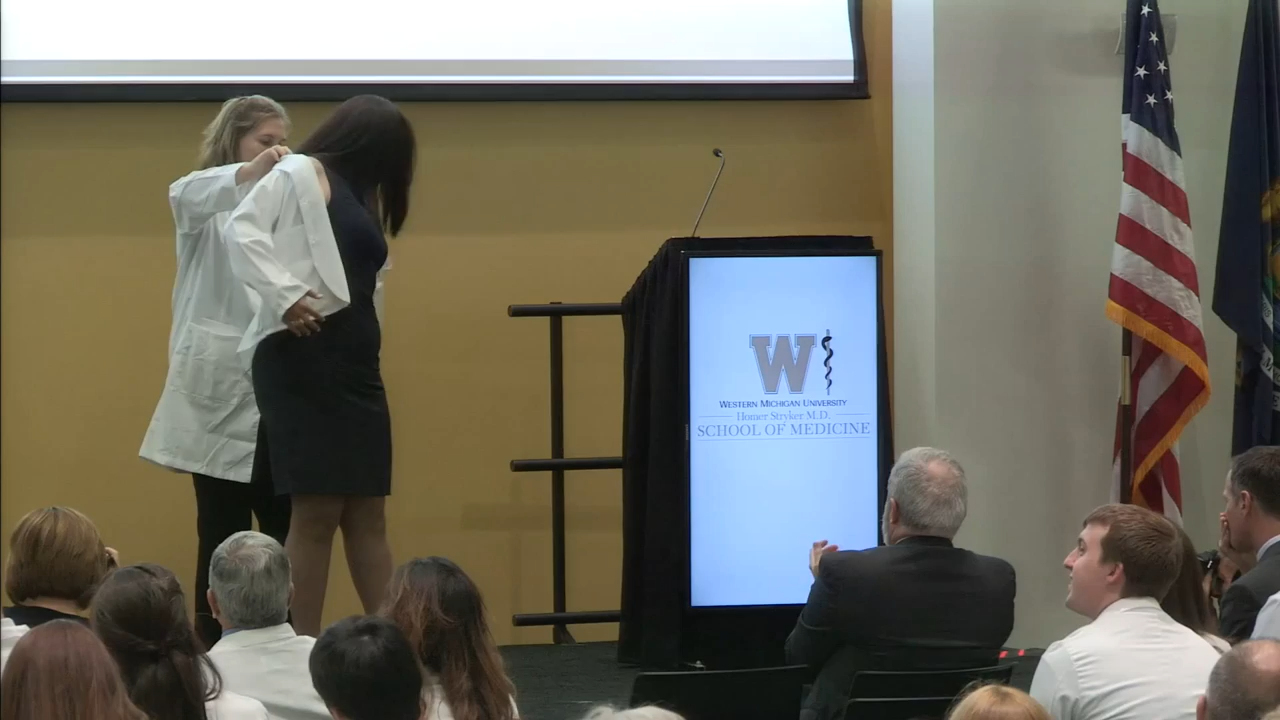 W
WESTERN MICHIGAN UNIVERSITY
Homer Stryker M.D.
SCHOOL OF MEDICINE